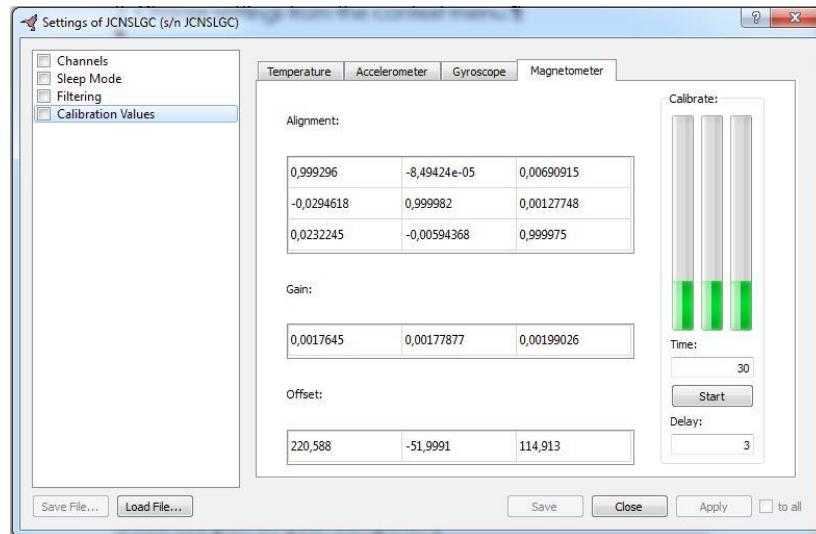 Settings of JCNSLGC (s/n JCNSLGC)
Channels
Sleep Mode
Filtering
Calibration Values
Temperature
Accelerometer
Gyroscope
Magnetometer
Alignment:
0,999296 -8,49424e-05 0,00690915
-0,0294618 0,999982 0,00127748
0,0232245 -0,00594368 0,999975
Gain:
0,0017645 0,00177877 0,00199026
Offset:
220,588 -51,9991 114,913
Calibrate:
Time:
30
Start
Delay:
3
Save File... Load File... Save Close Apply to all